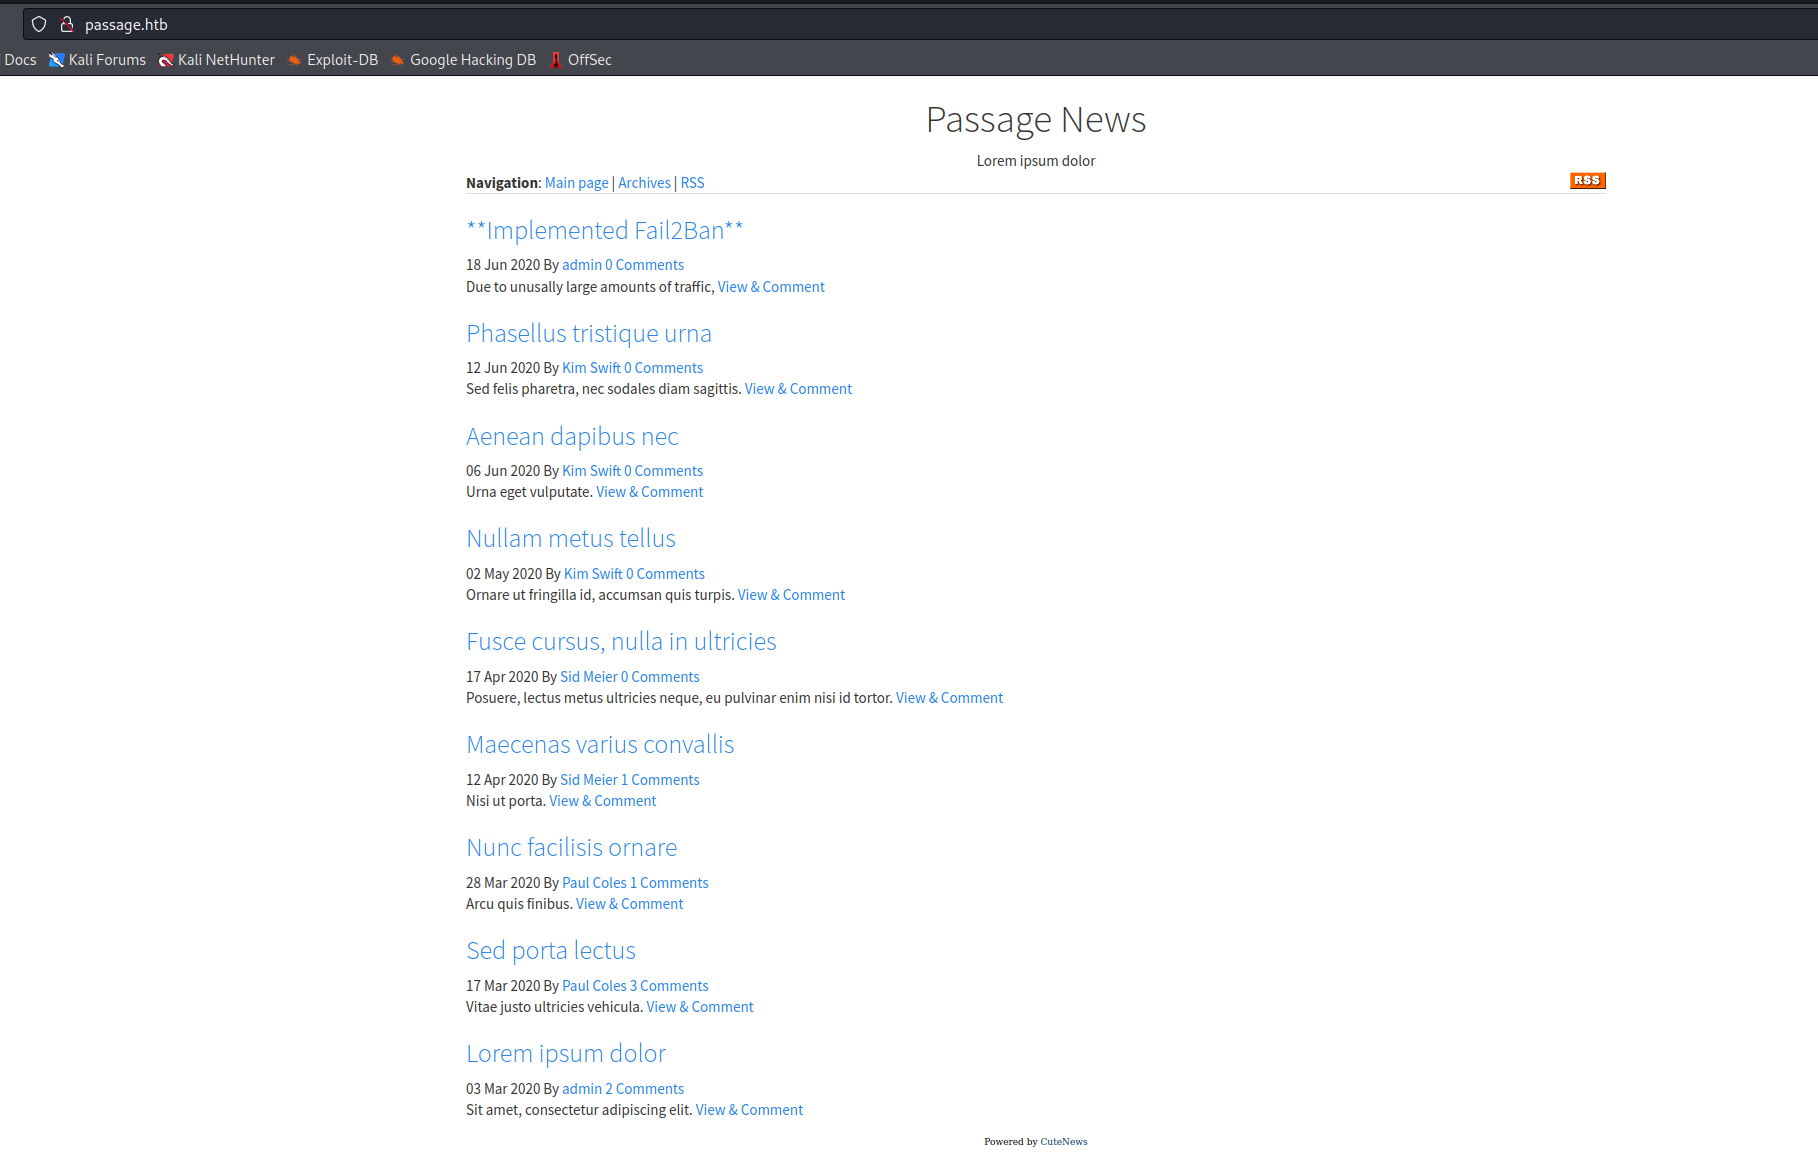 passage.htb
Docs Kali Forums Kali NetHunter Exploit-DB Google Hacking DB OffSec
Passage News
Lorem ipsum dolor
Navigation: Main page | Archives | RSS RSS
**Implemented Fail2Ban**
18 Jun 2020 By admin 0 Comments
Due to unusally large amounts of traffic, View & Comment
Phasellus tristique urna
12 Jun 2020 By Kim Swift 0 Comments
Sed felis pharetra, nec sodales diam sagittis. View & Comment
Aenean dapibus nec
06 Jun 2020 By Kim Swift 0 Comments
Urna eget vulputate. View & Comment
Nullam metus tellus
02 May 2020 By Kim Swift 0 Comments
Ornare ut fringilla id, accumsan quis turpis. View & Comment
Fusce cursus, nulla in ultricies
17 Apr 2020 By Sid Meier 0 Comments
Posuere, lectus metus ultricies neque, eu pulvinar enim nisi id tortor. View & Comment
Maecenas varius convallis
12 Apr 2020 By Sid Meier 1 Comments
Nisi ut porta. View & Comment
Nunc facilisis ornare
28 Mar 2020 By Paul Coles 1 Comments
Arcu quis finibus. View & Comment
Sed porta lectus
17 Mar 2020 By Paul Coles 3 Comments
Vitae justo ultricies vehicula. View & Comment
Lorem ipsum dolor
03 Mar 2020 By admin 2 Comments
Sit amet, consectetur adipiscing elit. View & Comment
Powered by CuteNews